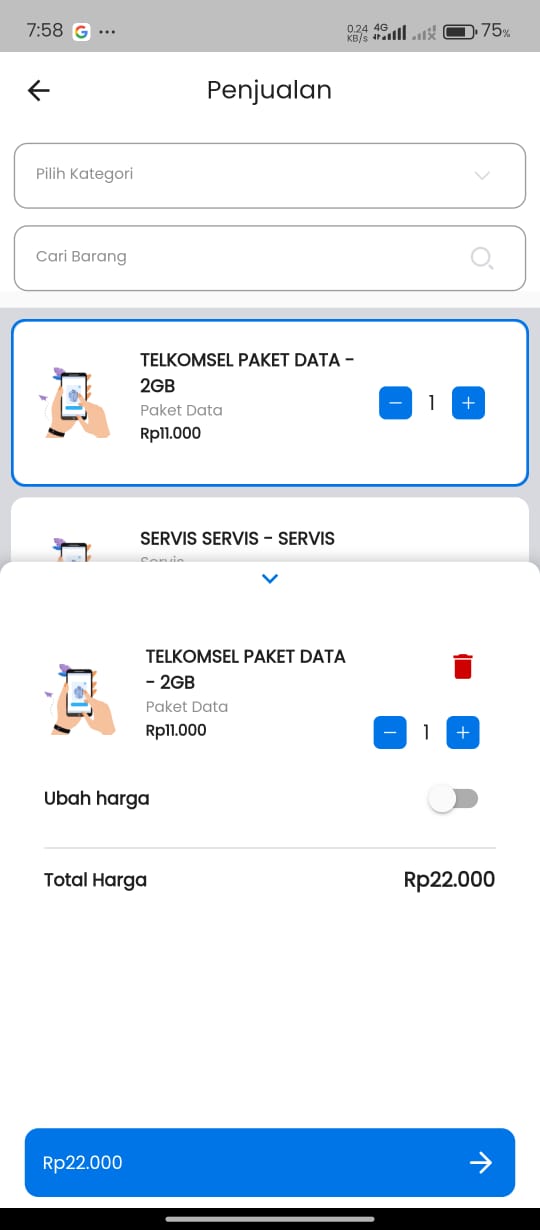 7:58
0.24
KB/s
4G
75%
Penjualan
Pilih Kategori
Cari Barang
TELKOMSEL PAKET DATA -
2GB
Paket Data
Rp11.000
1
SERVIS SERVIS - SERVIS
Servis
TELKOMSEL PAKET DATA
- 2GB
Paket Data
Rp11.000
1
Ubah harga
Total Harga
Rp22.000
Rp22.000